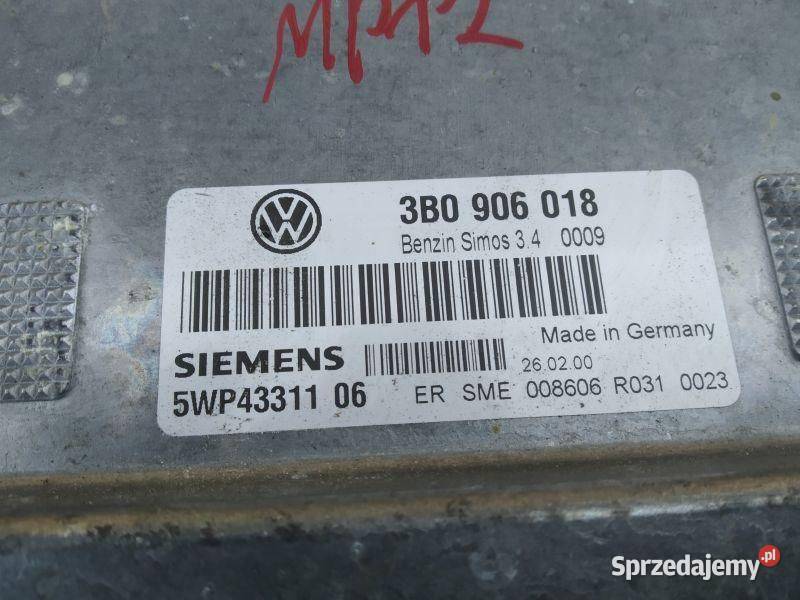 VW
3B0 906 018
Benzin Simos 3.4 0009
Made in Germany
SIEMENS 26.02.00
5WP43311 06 ER SME 008606 R031 0023
Sprzedajemy.pl